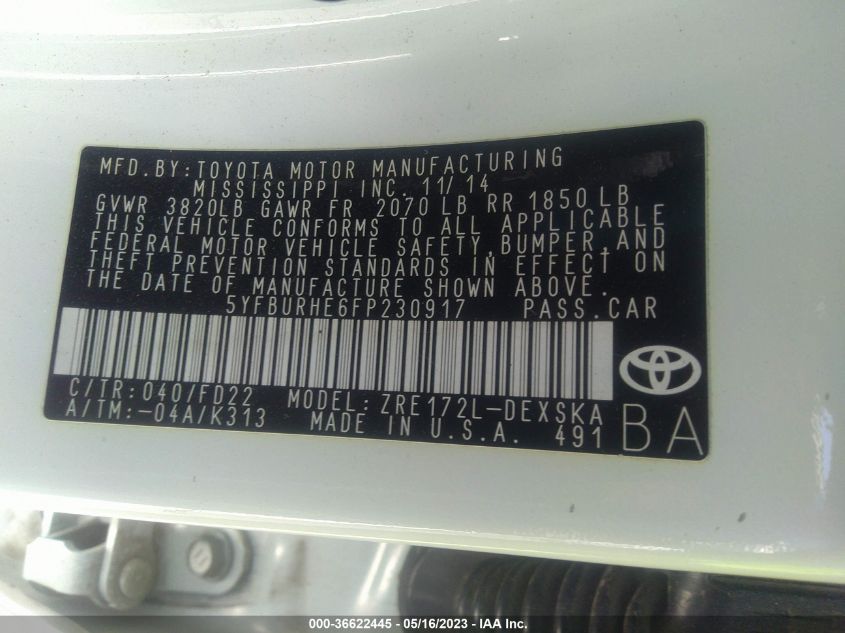 MFD.BY:TOYOTA MOTOR MANUFACTURING
MISSISSIPPI INC. 11/14
GVWR 3820LB GAWR FR 2070 LB RR 1850 LB
THIS VEHICLE CONFORMS TO ALL APPLICABLE
FEDERAL MOTOR VEHICLE SAFETY,BUMPER,AND
THEFT PREVENTION STANDARDS IN EFFECT ON
THE DATE OF MANUFACTURE SHOWN ABOVE.
5YFBURHE6FP230917 PASS.CAR
C/TR:040/FD22 MODEL:ZRE172L-DEXSKA
A/TM:-04A/K313 MADE IN U.S.A. 491
BA
000-36622445 - 05/16/2023 - IAA Inc.